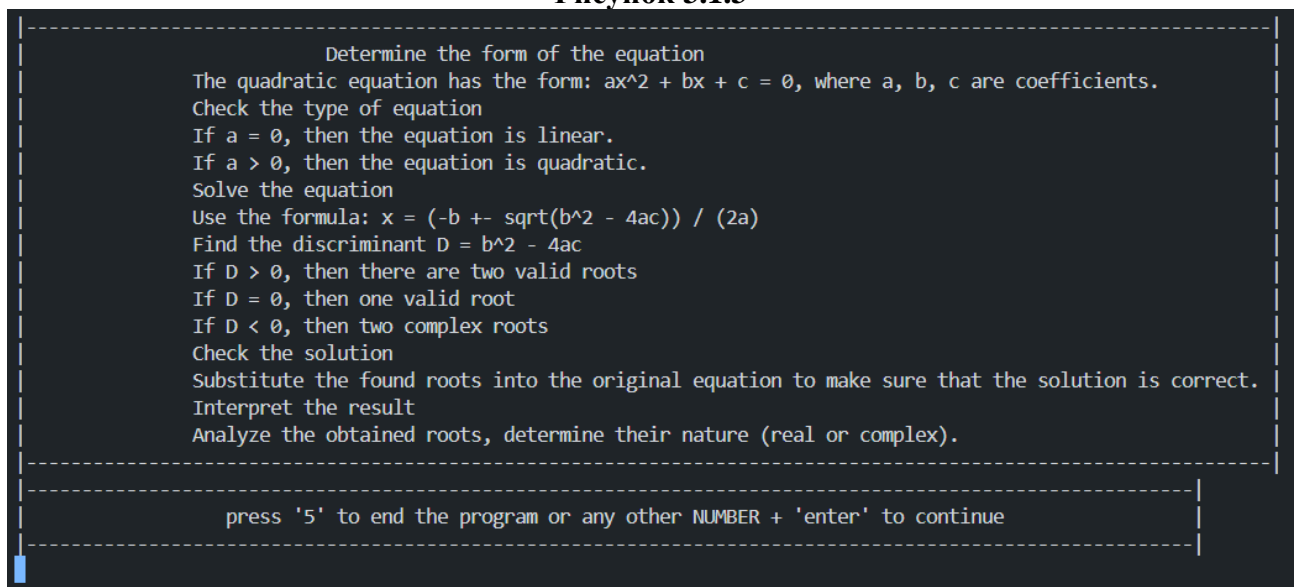 Рисунок 3.1.3
Determine the form of the equation
The quadratic equation has the form: ax^2 + bx + c = 0, where a, b, c are coefficients.
Check the type of equation
If a = 0, then the equation is linear.
If a > 0, then the equation is quadratic.
Solve the equation
Use the formula: x = (-b +- sqrt(b^2 - 4ac)) / (2a)
Find the discriminant D = b^2 - 4ac
If D > 0, then there are two valid roots
If D = 0, then one valid root
If D < 0, then two complex roots
Check the solution
Substitute the found roots into the original equation to make sure that the solution is correct.
Interpret the result
Analyze the obtained roots, determine their nature (real or complex).
press '5' to end the program or any other NUMBER + 'enter' to continue